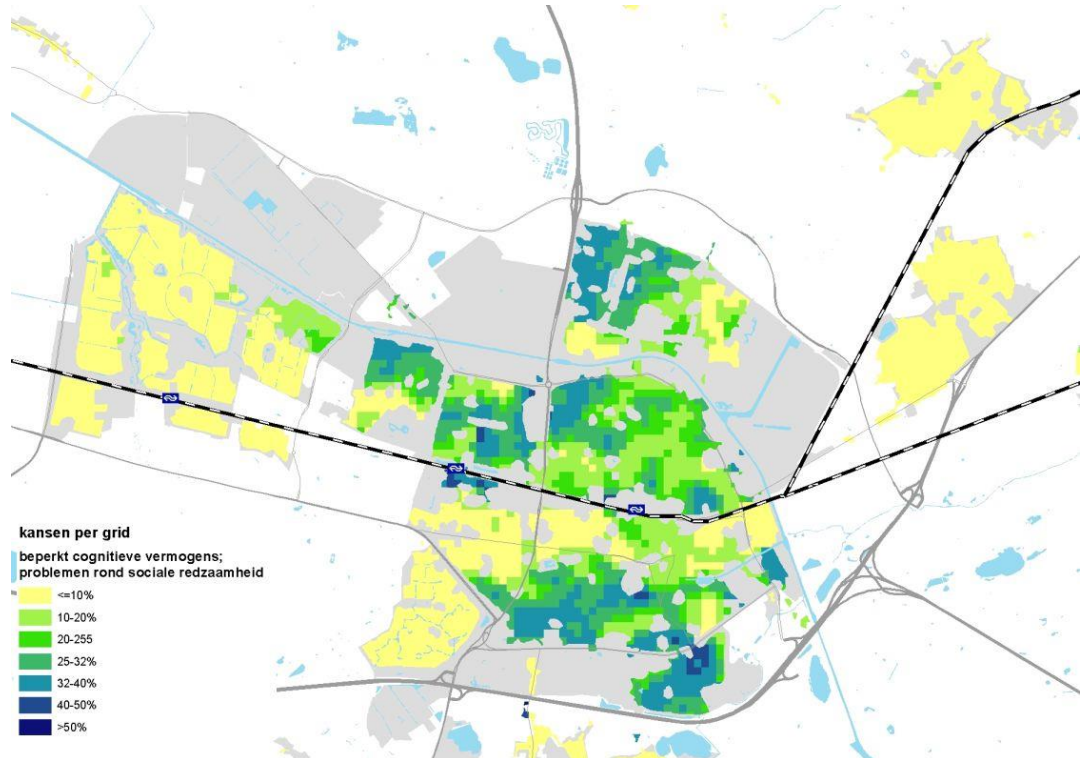 kansen per grid
beperkt cognitieve vermogens;
problemen rond sociale redzaamheid
<=10%
10-20%
20-255
25-32%
32-40%
40-50%
>50%